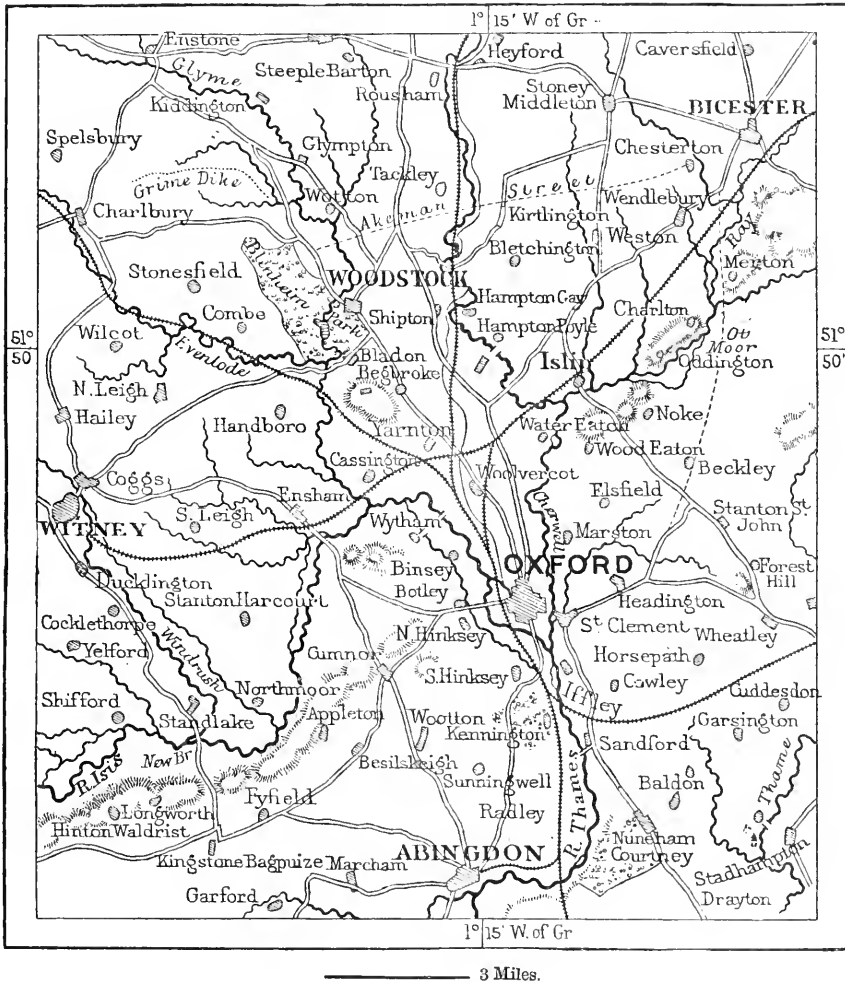 1° 15' W of Gr
Enstone
Heyford
Caversfield
Glyme
Steeple Barton
Rousham
Stoney
Middleton
BICESTER
Kiddington
Spelsbury
Glympton
Chesterton
Tackley
Grime Dike
Wotton
Akeman Street
Wendlebury
Charlbury
Kirtlington
Weston
Ray
Bletchington
Merton
Stonesfield
Blenheim Park
WOODSTOCK
Hampton Gay
Charlton
Combe
Shipton
Hampton Poyle
51°
50'
Wilcot
Evenlode
Islip
Ot
Moor
Oddington
51°
50'
Bladon
Begbroke
N. Leigh
Hailey
Handboro
Noke
Yarnton
Water Eaton
Wood Eaton
Cassington
Beckley
Coggs
Woolvercot
Ensham
Elsfield
Cherwell
Stanton St.
John
WITNEY
S. Leigh
Wytham
Marston
OXFORD
Binsey
Forest
Hill
Ducklington
Botley
Headington
Stanton Harcourt
Cocklethorpe
N. Hinksey
St Clement
Wheatley
Yelford
Windrush
Cumnor
Horsepath
S. Hinksey
Iffley
Cowley
Cuddesdon
Shifford
Northmoor
Standlake
Appleton
Wootton
Kennington
Garsington
Sandford
New Br
R. Isis
Besilsleigh
Sunningwell
Baldon
Thame
Longworth
Fyfield
Radley
R. Thames
Hinton Waldrist
Nuneham
Courtney
ABINGDON
Kingstone Bagpuize
Marcham
Stadhampton
Garford
Drayton
1° 15' W. of Gr
3 Miles.